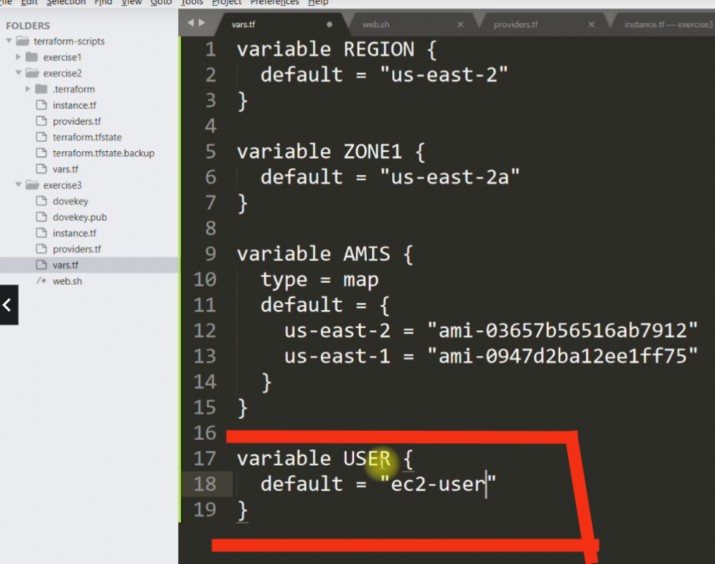 File Edit Selection Find View Goto Tools Project Preferences Help
FOLDERS
terraform-scripts
exercise1
exercise2
.terraform
instance.tf
providers.tf
terraform.tfstate
terraform.tfstate.backup
vars.tf
exercise3
dovekey
dovekey.pub
instance.tf
providers.tf
vars.tf
/* web.sh
vars.tf
web.sh
providers.tf
instance.tf — exercise3
1 variable REGION {
2 default = "us-east-2"
3 }
4
5 variable ZONE1 {
6 default = "us-east-2a"
7 }
8
9 variable AMIS {
10 type = map
11 default = {
12 us-east-2 = "ami-03657b56516ab7912"
13 us-east-1 = "ami-0947d2ba12ee1ff75"
14 }
15 }
16
17 variable USER {
18 default = "ec2-user"
19 }